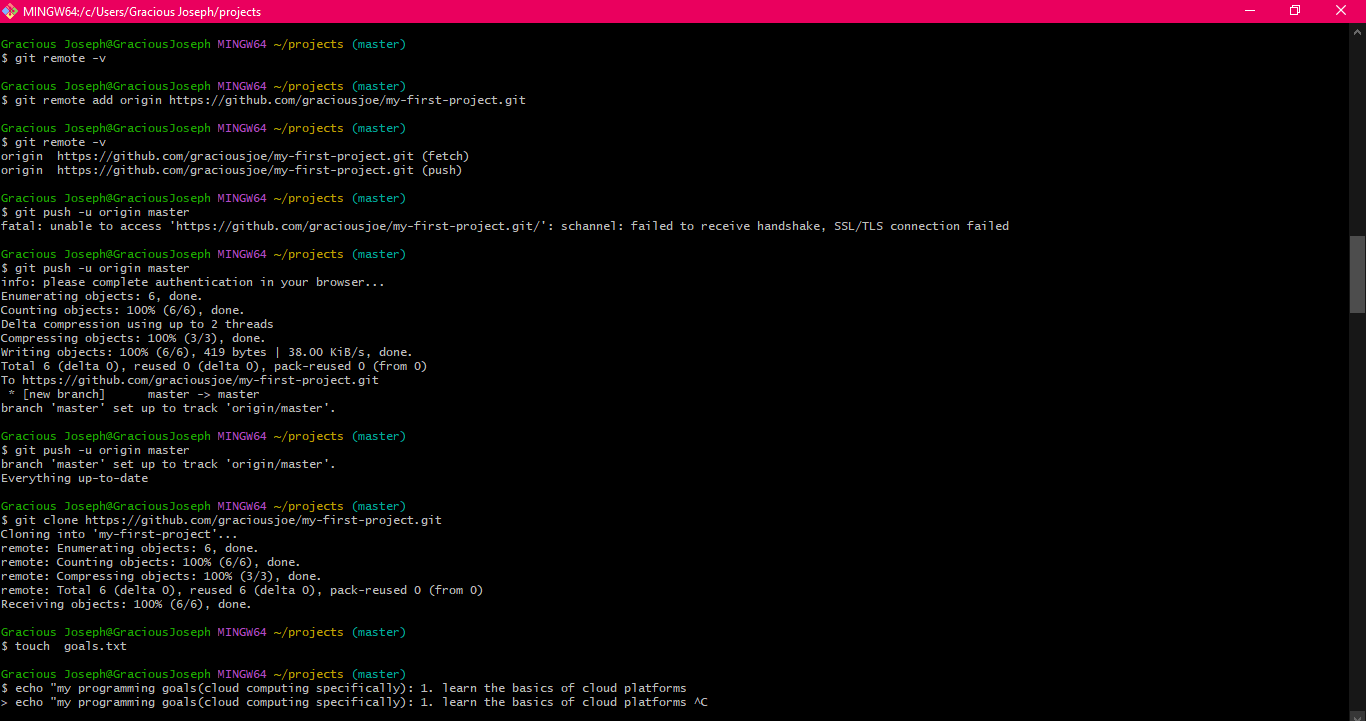 MINGW64:/c/Users/Gracious Joseph/projects
Gracious Joseph@GraciousJoseph MINGW64 ~/projects (master)
$ git remote -v
Gracious Joseph@GraciousJoseph MINGW64 ~/projects (master)
$ git remote add origin https://github.com/graciousjoe/my-first-project.git
Gracious Joseph@GraciousJoseph MINGW64 ~/projects (master)
$ git remote -v
origin  https://github.com/graciousjoe/my-first-project.git (fetch)
origin  https://github.com/graciousjoe/my-first-project.git (push)
Gracious Joseph@GraciousJoseph MINGW64 ~/projects (master)
$ git push -u origin master
fatal: unable to access 'https://github.com/graciousjoe/my-first-project.git/': schannel: failed to receive handshake, SSL/TLS connection failed
Gracious Joseph@GraciousJoseph MINGW64 ~/projects (master)
$ git push -u origin master
info: please complete authentication in your browser...
Enumerating objects: 6, done.
Counting objects: 100% (6/6), done.
Delta compression using up to 2 threads
Compressing objects: 100% (3/3), done.
Writing objects: 100% (6/6), 419 bytes | 38.00 KiB/s, done.
Total 6 (delta 0), reused 0 (delta 0), pack-reused 0 (from 0)
To https://github.com/graciousjoe/my-first-project.git
 * [new branch]      master -> master
branch 'master' set up to track 'origin/master'.
Gracious Joseph@GraciousJoseph MINGW64 ~/projects (master)
$ git push -u origin master
branch 'master' set up to track 'origin/master'.
Everything up-to-date
Gracious Joseph@GraciousJoseph MINGW64 ~/projects (master)
$ git clone https://github.com/graciousjoe/my-first-project.git
Cloning into 'my-first-project'...
remote: Enumerating objects: 6, done.
remote: Counting objects: 100% (6/6), done.
remote: Compressing objects: 100% (3/3), done.
remote: Total 6 (delta 0), reused 6 (delta 0), pack-reused 0 (from 0)
Receiving objects: 100% (6/6), done.
Gracious Joseph@GraciousJoseph MINGW64 ~/projects (master)
$ touch  goals.txt
Gracious Joseph@GraciousJoseph MINGW64 ~/projects (master)
$ echo "my programming goals(cloud computing specifically): 1. learn the basics of cloud platforms
> echo "my programming goals(cloud computing specifically): 1. learn the basics of cloud platforms ^C